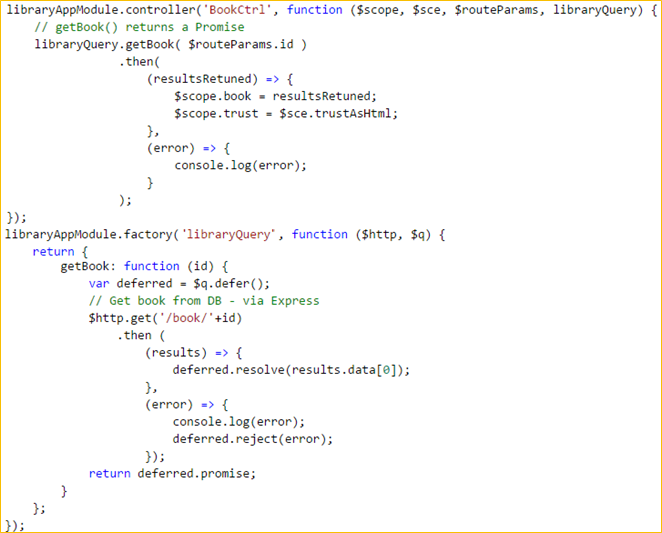 libraryAppModule.controller('BookCtrl', function ($scope, $sce, $routeParams, libraryQuery) {
// getBook() returns a Promise
libraryQuery.getBook( $routeParams.id )
.then(
(resultsRetuned) => {
$scope.book = resultsRetuned;
$scope.trust = $sce.trustAsHtml;
},
(error) => {
console.log(error);
}
);
});
libraryAppModule.factory('libraryQuery', function ($http, $q) {
return {
getBook: function (id) {
var deferred = $q.defer();
// Get book from DB - via Express
$http.get('/book/'+id)
.then (
(results) => {
deferred.resolve(results.data[0]);
},
(error) => {
console.log(error);
deferred.reject(error);
});
return deferred.promise;
}
};
});